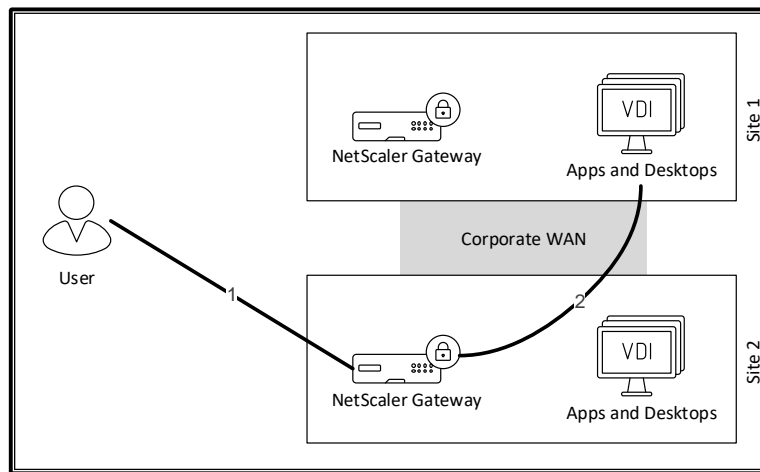 VDI
NetScaler Gateway
Apps and Desktops
Site 1
User
Corporate WAN
1
2
VDI
NetScaler Gateway
Apps and Desktops
Site 2